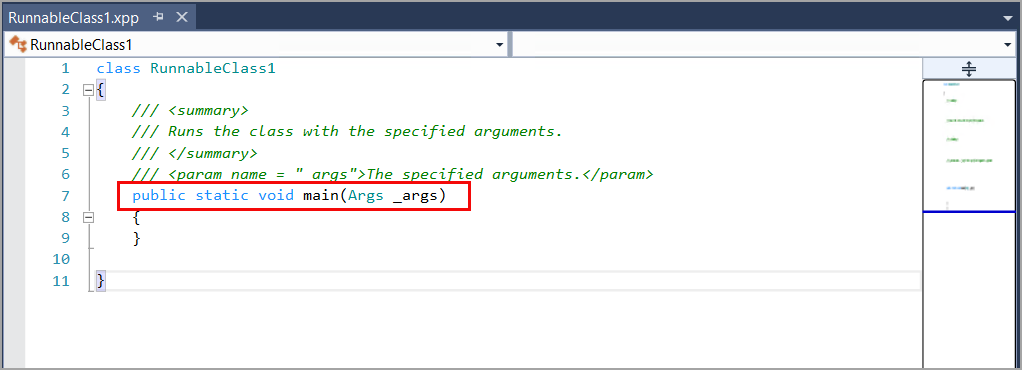 RunnableClass1.xpp
RunnableClass1
1 class RunnableClass1
2 {
3 /// <summary>
4 /// Runs the class with the specified arguments.
5 /// </summary>
6 /// <param name = "_args">The specified arguments.</param>
7 public static void main(Args _args)
8 {
9 }
10
11 }